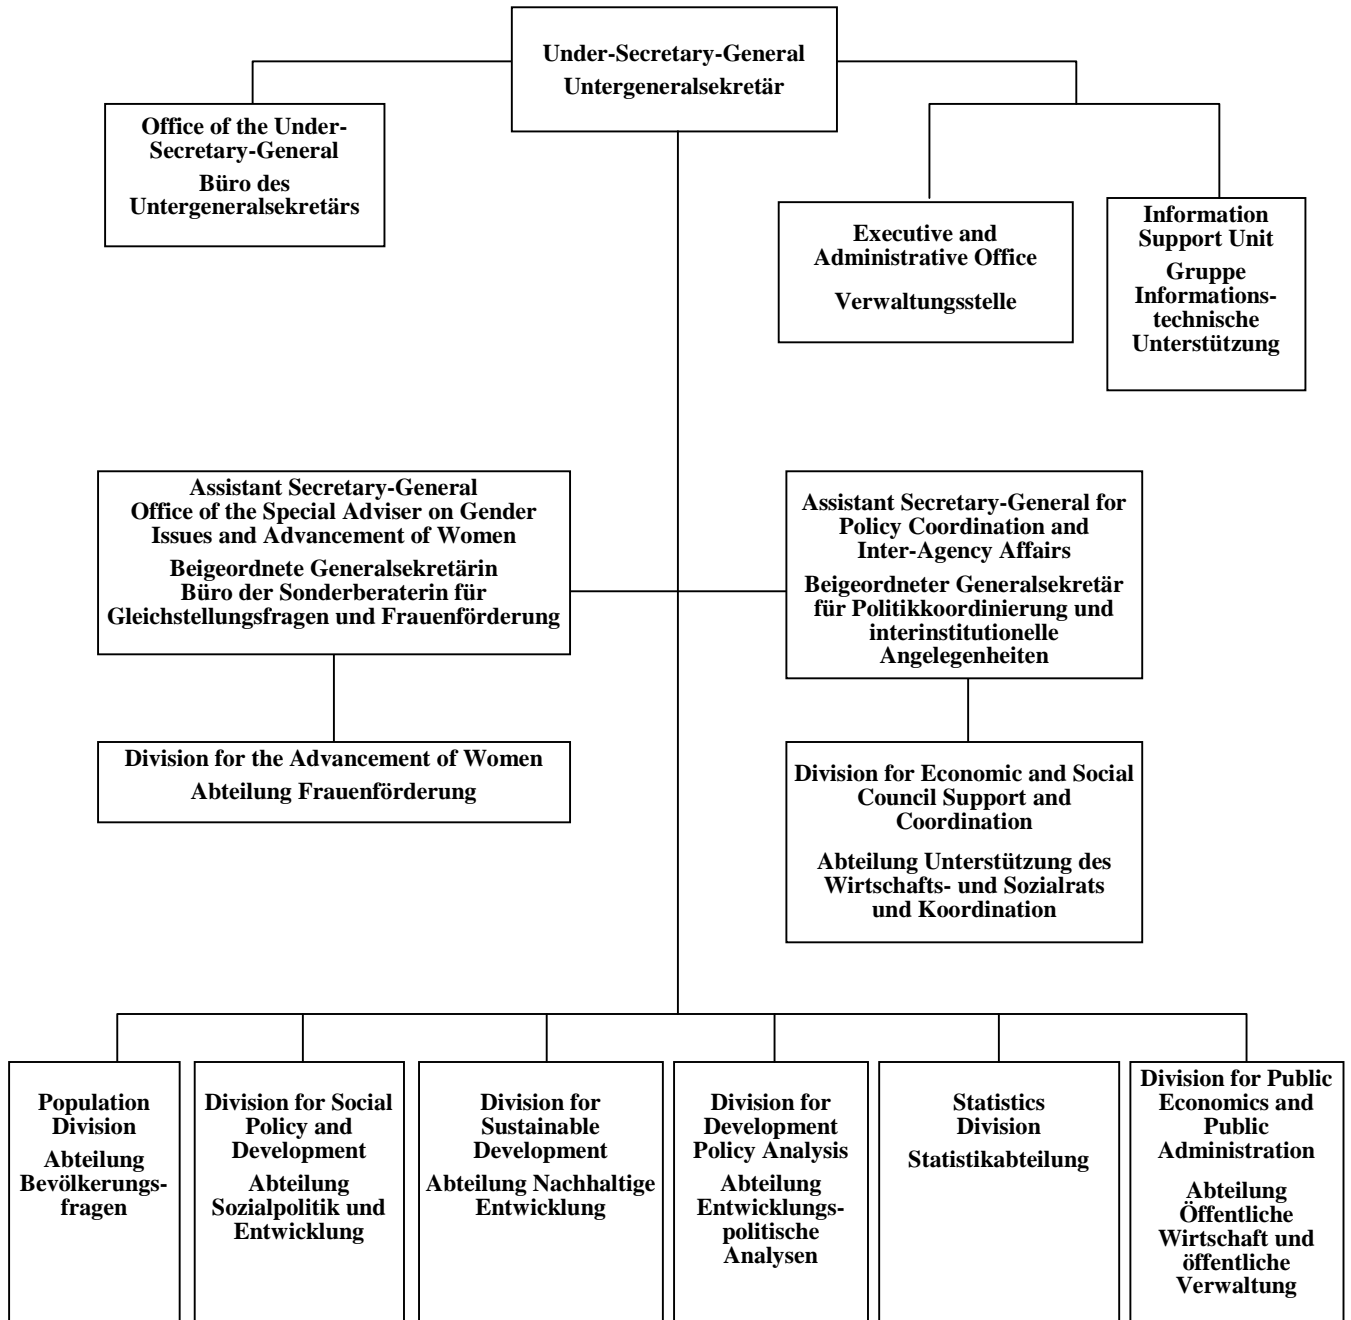 Under-Secretary-General
Untergeneralsekretär
Office of the Under-
Secretary-General
Büro des
Untergeneralsekretärs
Executive and
Administrative Office
Verwaltungsstelle
Information
Support Unit
Gruppe
Informations-
technische
Unterstützung
Assistant Secretary-General
Office of the Special Adviser on Gender
Issues and Advancement of Women
Beigeordnete Generalsekretärin
Büro der Sonderberaterin für
Gleichstellungsfragen und Frauenförderung
Assistant Secretary-General for
Policy Coordination and
Inter-Agency Affairs
Beigeordneter Generalsekretär
für Politikkoordinierung und
interinstitutionelle
Angelegenheiten
Division for the Advancement of Women
Abteilung Frauenförderung
Division for Economic and Social
Council Support and
Coordination
Abteilung Unterstützung des
Wirtschafts- und Sozialrats
und Koordination
Population
Division
Abteilung
Bevölkerungs-
fragen
Division for Social
Policy and
Development
Abteilung
Sozialpolitik und
Entwicklung
Division for
Sustainable
Development
Abteilung Nachhaltige
Entwicklung
Division for
Development
Policy Analysis
Abteilung
Entwicklungs-
politische
Analysen
Statistics
Division
Statistikabteilung
Division for Public
Economics and
Public
Administration
Abteilung
Öffentliche
Wirtschaft und
öffentliche
Verwaltung